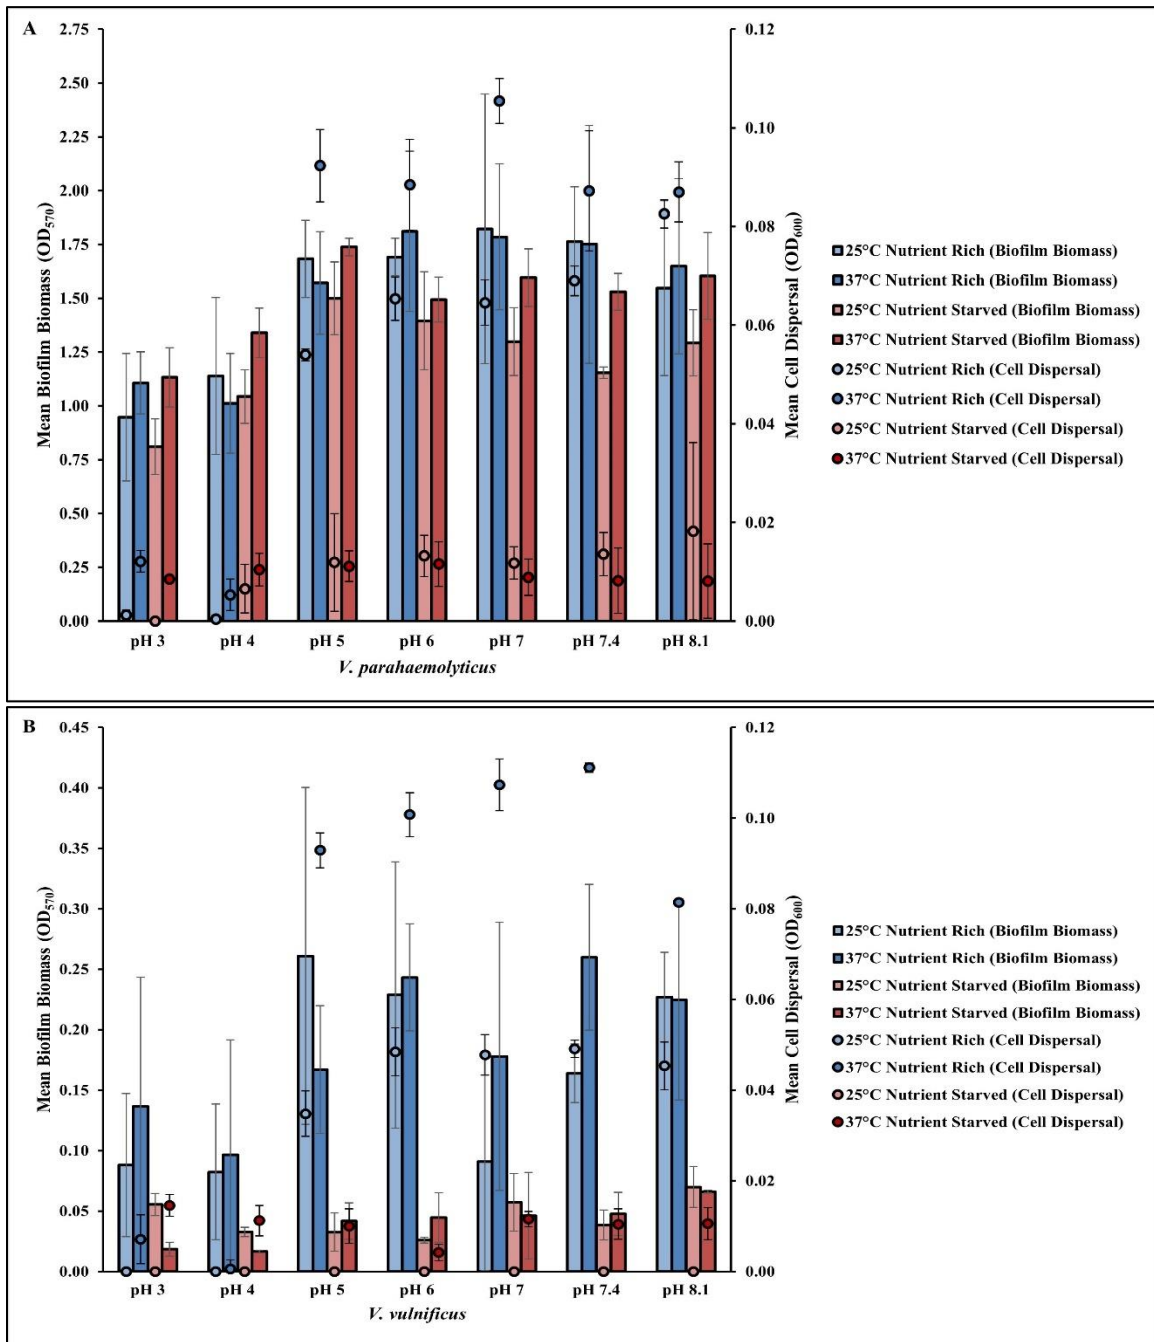 A
Mean Biofilm Biomass (OD570)
2.75
2.50
2.25
2.00
1.75
1.50
1.25
1.00
0.75
0.50
0.25
0.00
pH 3 pH 4 pH 5 pH 6 pH 7 pH 7.4 pH 8.1
V. parahaemolyticus
0.12
0.10
0.08
0.06
0.04
0.02
0.00
Mean Cell Dispersal (OD600)
25°C Nutrient Rich (Biofilm Biomass)
37°C Nutrient Rich (Biofilm Biomass)
25°C Nutrient Starved (Biofilm Biomass)
37°C Nutrient Starved (Biofilm Biomass)
25°C Nutrient Rich (Cell Dispersal)
37°C Nutrient Rich (Cell Dispersal)
25°C Nutrient Starved (Cell Dispersal)
37°C Nutrient Starved (Cell Dispersal)
B
Mean Biofilm Biomass (OD570)
0.45
0.40
0.35
0.30
0.25
0.20
0.15
0.10
0.05
0.00
pH 3 pH 4 pH 5 pH 6 pH 7 pH 7.4 pH 8.1
V. vulnificus
0.12
0.10
0.08
0.06
0.04
0.02
0.00
Mean Cell Dispersal (OD600)
25°C Nutrient Rich (Biofilm Biomass)
37°C Nutrient Rich (Biofilm Biomass)
25°C Nutrient Starved (Biofilm Biomass)
37°C Nutrient Starved (Biofilm Biomass)
25°C Nutrient Rich (Cell Dispersal)
37°C Nutrient Rich (Cell Dispersal)
25°C Nutrient Starved (Cell Dispersal)
37°C Nutrient Starved (Cell Dispersal)